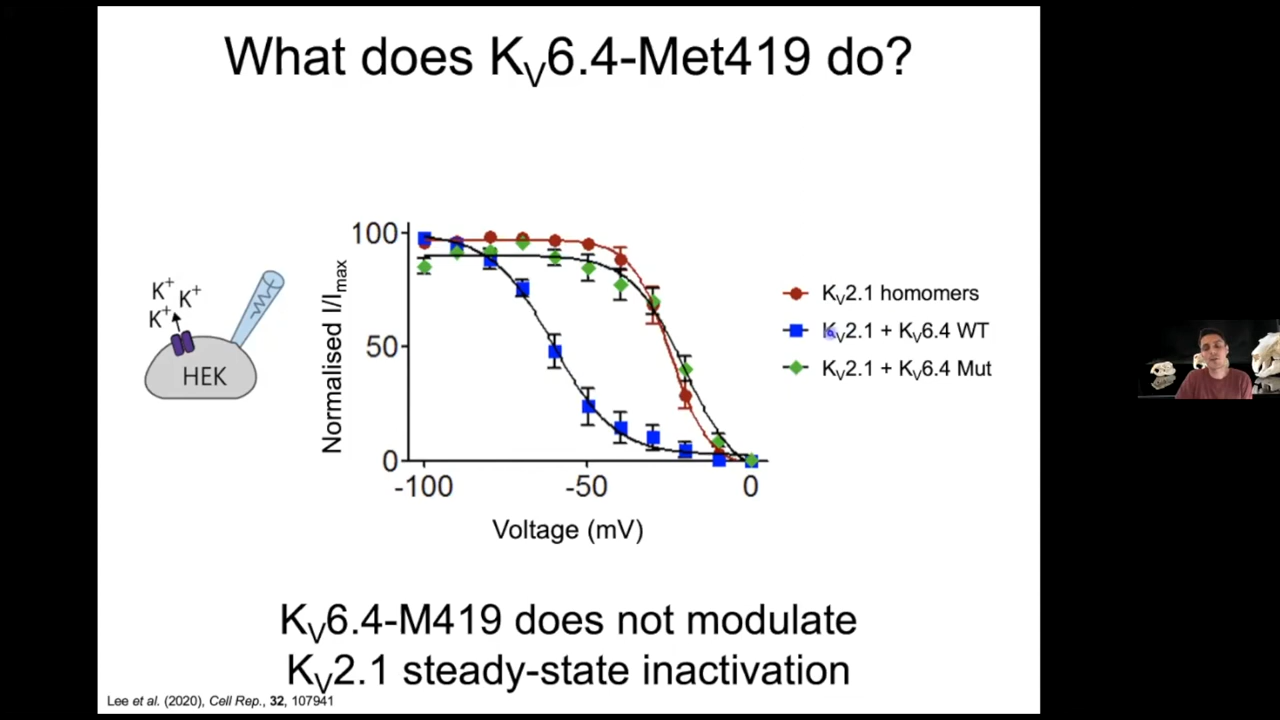 What does KV6.4-Met419 do?
K+
K+
K+
HEK
Normalised I/Imax
100
50
0
-100
-50
0
Voltage (mV)
KV2.1 homomers
KV2.1 + KV6.4 WT
KV2.1 + KV6.4 Mut
KV6.4-M419 does not modulate
KV2.1 steady-state inactivation
Lee et al. (2020), Cell Rep., 32, 107941